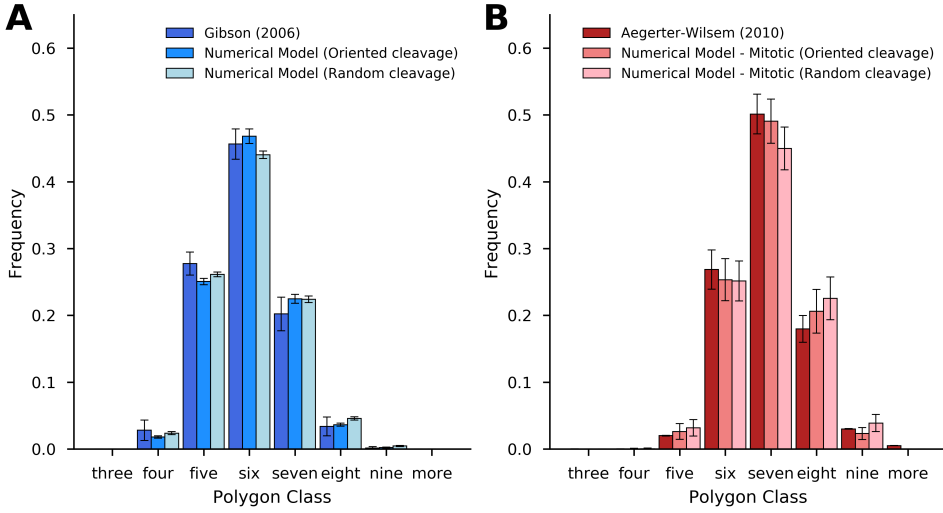 A
Gibson (2006)
Numerical Model (Oriented cleavage)
Numerical Model (Random cleavage)
0.6
0.5
0.4
0.3
0.2
0.1
0.0
Frequency
three four five six seven eight nine more
Polygon Class
B
Aegerter-Wilsem (2010)
Numerical Model - Mitotic (Oriented cleavage)
Numerical Model - Mitotic (Random cleavage)
0.6
0.5
0.4
0.3
0.2
0.1
0.0
Frequency
three four five six seven eight nine more
Polygon Class